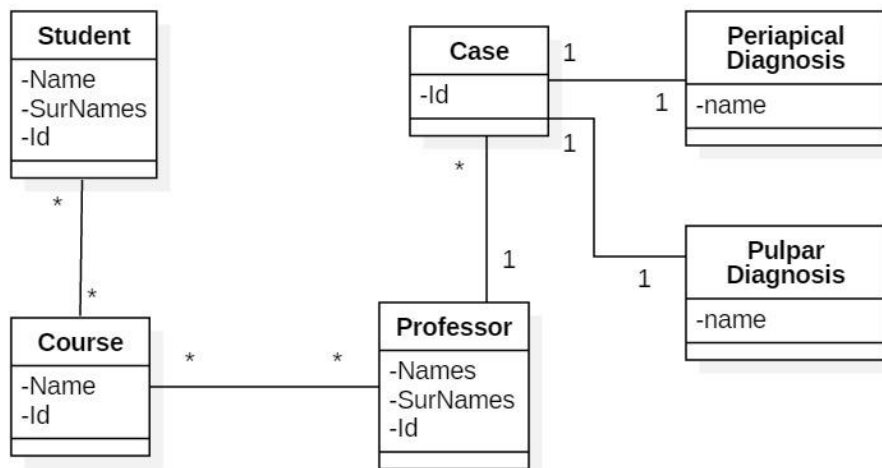 Student
-Name
-SurNames
-Id
*
*
Course
-Name
-Id
*
*
Professor
-Names
-SurNames
-Id
1
*
Case
-Id
1
1
Periapical
Diagnosis
-name
1
1
Pulpar
Diagnosis
-name